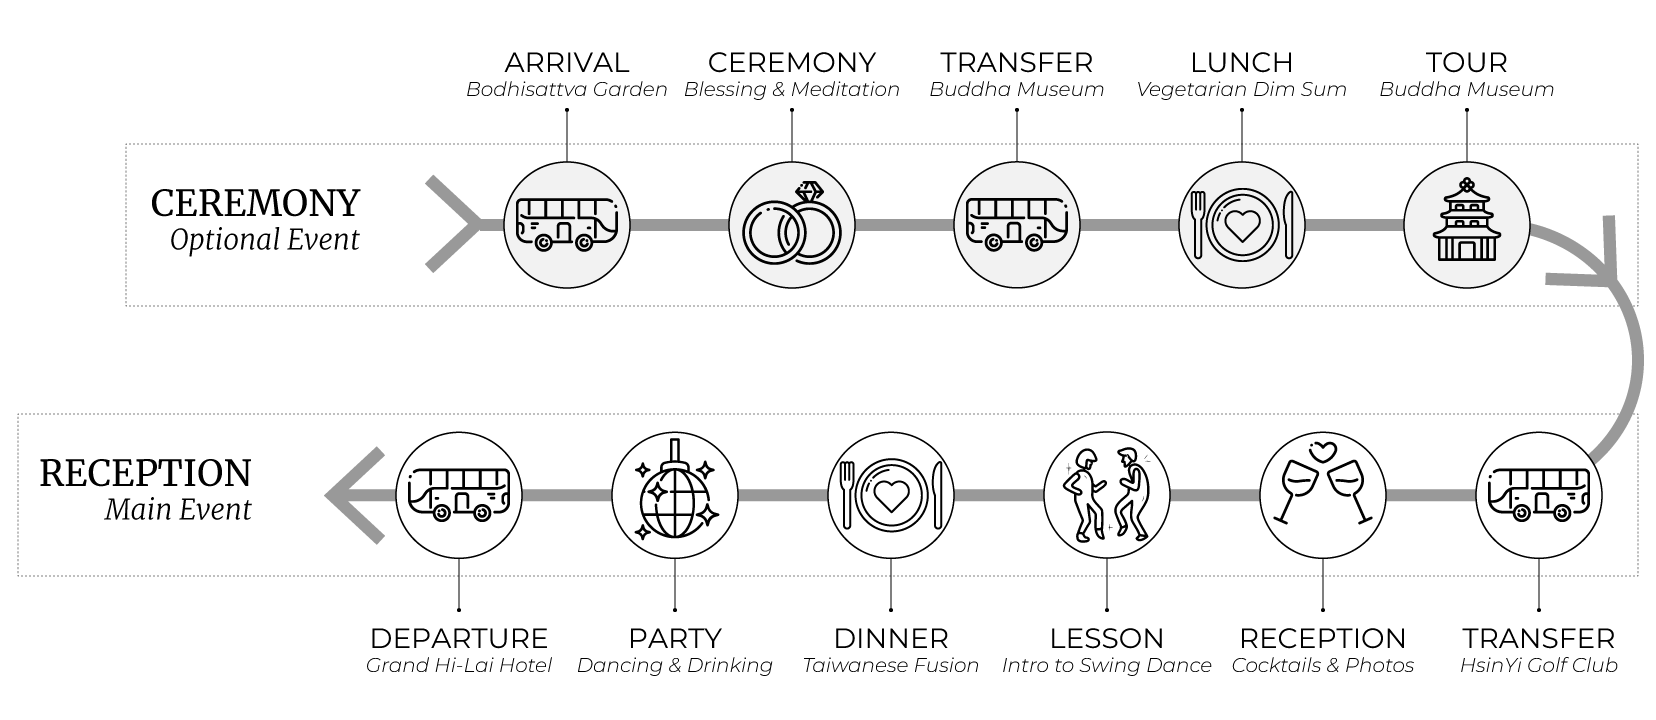 ARRIVAL
Bodhisattva Garden
CEREMONY
Blessing & Meditation
TRANSFER
Buddha Museum
LUNCH
Vegetarian Dim Sum
TOUR
Buddha Museum
CEREMONY
Optional Event
RECEPTION
Main Event
DEPARTURE
Grand Hi-Lai Hotel
PARTY
Dancing & Drinking
DINNER
Taiwanese Fusion
LESSON
Intro to Swing Dance
RECEPTION
Cocktails & Photos
TRANSFER
HsinYi Golf Club